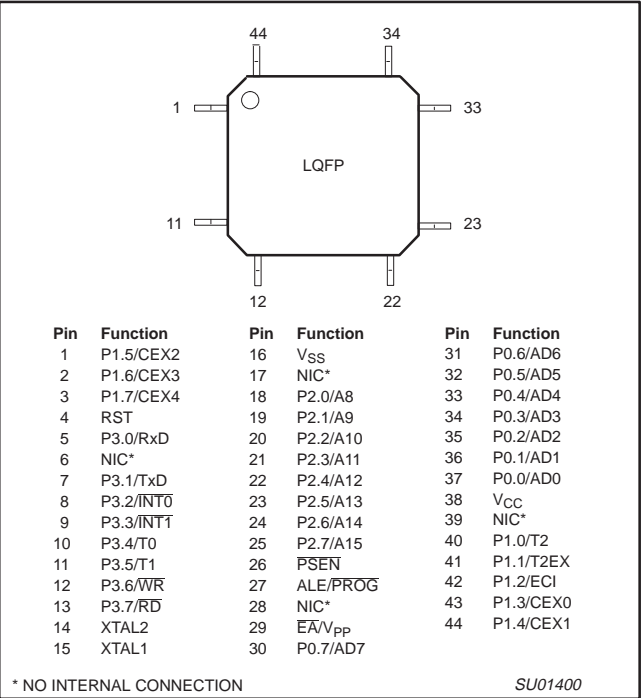 44 34
1 33
LQFP
11 23
12 22
Pin Function Pin Function Pin Function
1 P1.5/CEX2 16 VSS 31 P0.6/AD6
2 P1.6/CEX3 17 NIC* 32 P0.5/AD5
3 P1.7/CEX4 18 P2.0/A8 33 P0.4/AD4
4 RST 19 P2.1/A9 34 P0.3/AD3
5 P3.0/RxD 20 P2.2/A10 35 P0.2/AD2
6 NIC* 21 P2.3/A11 36 P0.1/AD1
7 P3.1/TxD 22 P2.4/A12 37 P0.0/AD0
8 P3.2/I̅N̅T̅0̅ 23 P2.5/A13 38 VCC
9 P3.3/I̅N̅T̅1̅ 24 P2.6/A14 39 NIC*
10 P3.4/T0 25 P2.7/A15 40 P1.0/T2
11 P3.5/T1 26 P̅S̅E̅N̅ 41 P1.1/T2EX
12 P3.6/W̅R̅ 27 ALE/P̅R̅O̅G̅ 42 P1.2/ECI
13 P3.7/R̅D̅ 28 NIC* 43 P1.3/CEX0
14 XTAL2 29 E̅A̅/VPP 44 P1.4/CEX1
15 XTAL1 30 P0.7/AD7
* NO INTERNAL CONNECTION SU01400